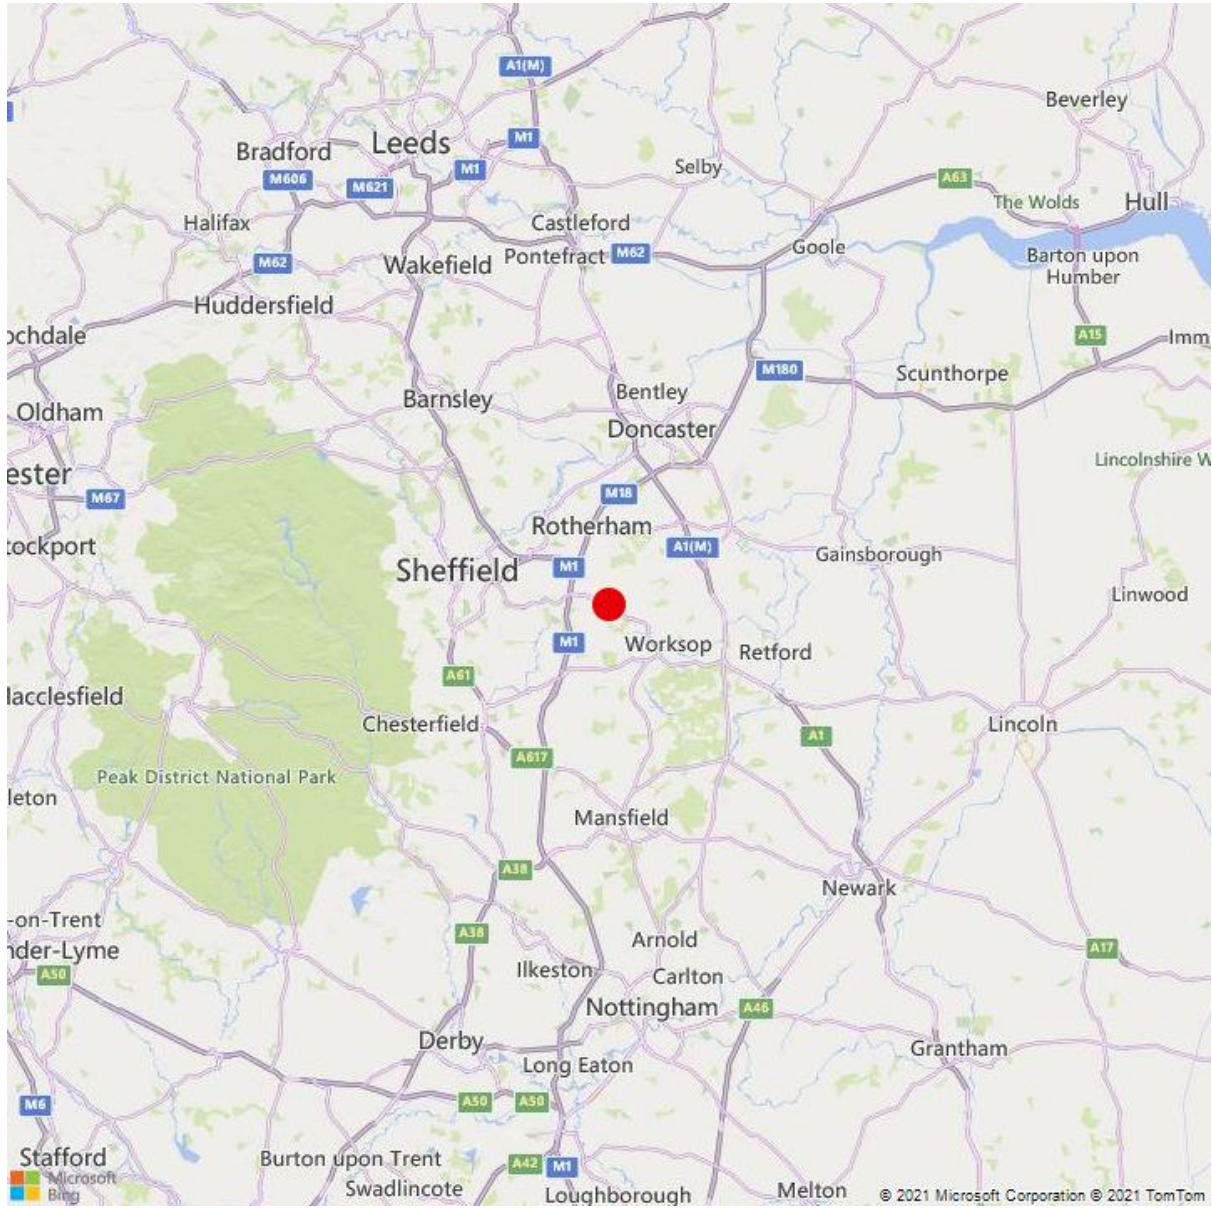 A1(M)
Beverley
Leeds
M1
Bradford
M1
Selby
M606
M621
A63
The Wolds
Hull
Halifax
Castleford
Goole
M62
Wakefield
Pontefract
M62
Barton upon
Humber
Huddersfield
ochdale
A15
Imm
M180
Scunthorpe
Bentley
Barnsley
Oldham
Doncaster
Lincolnshire W
ester
M67
M18
Rotherham
tockport
A1(M)
Gainsborough
Sheffield
M1
Linwood
M1
Worksop
Retford
A61
Macclesfield
Chesterfield
Lincoln
A1
A617
Peak District National Park
leton
Mansfield
A38
Newark
-on-Trent
nder-Lyme
A38
Arnold
A17
A50
Ilkeston
Carlton
Nottingham
A46
Derby
Grantham
Long Eaton
M6
A50
A50
Stafford
Burton upon Trent
A42
M1
Microsoft
Bing
Swadlincote
Loughborough
Melton
© 2021 Microsoft Corporation © 2021 TomTom